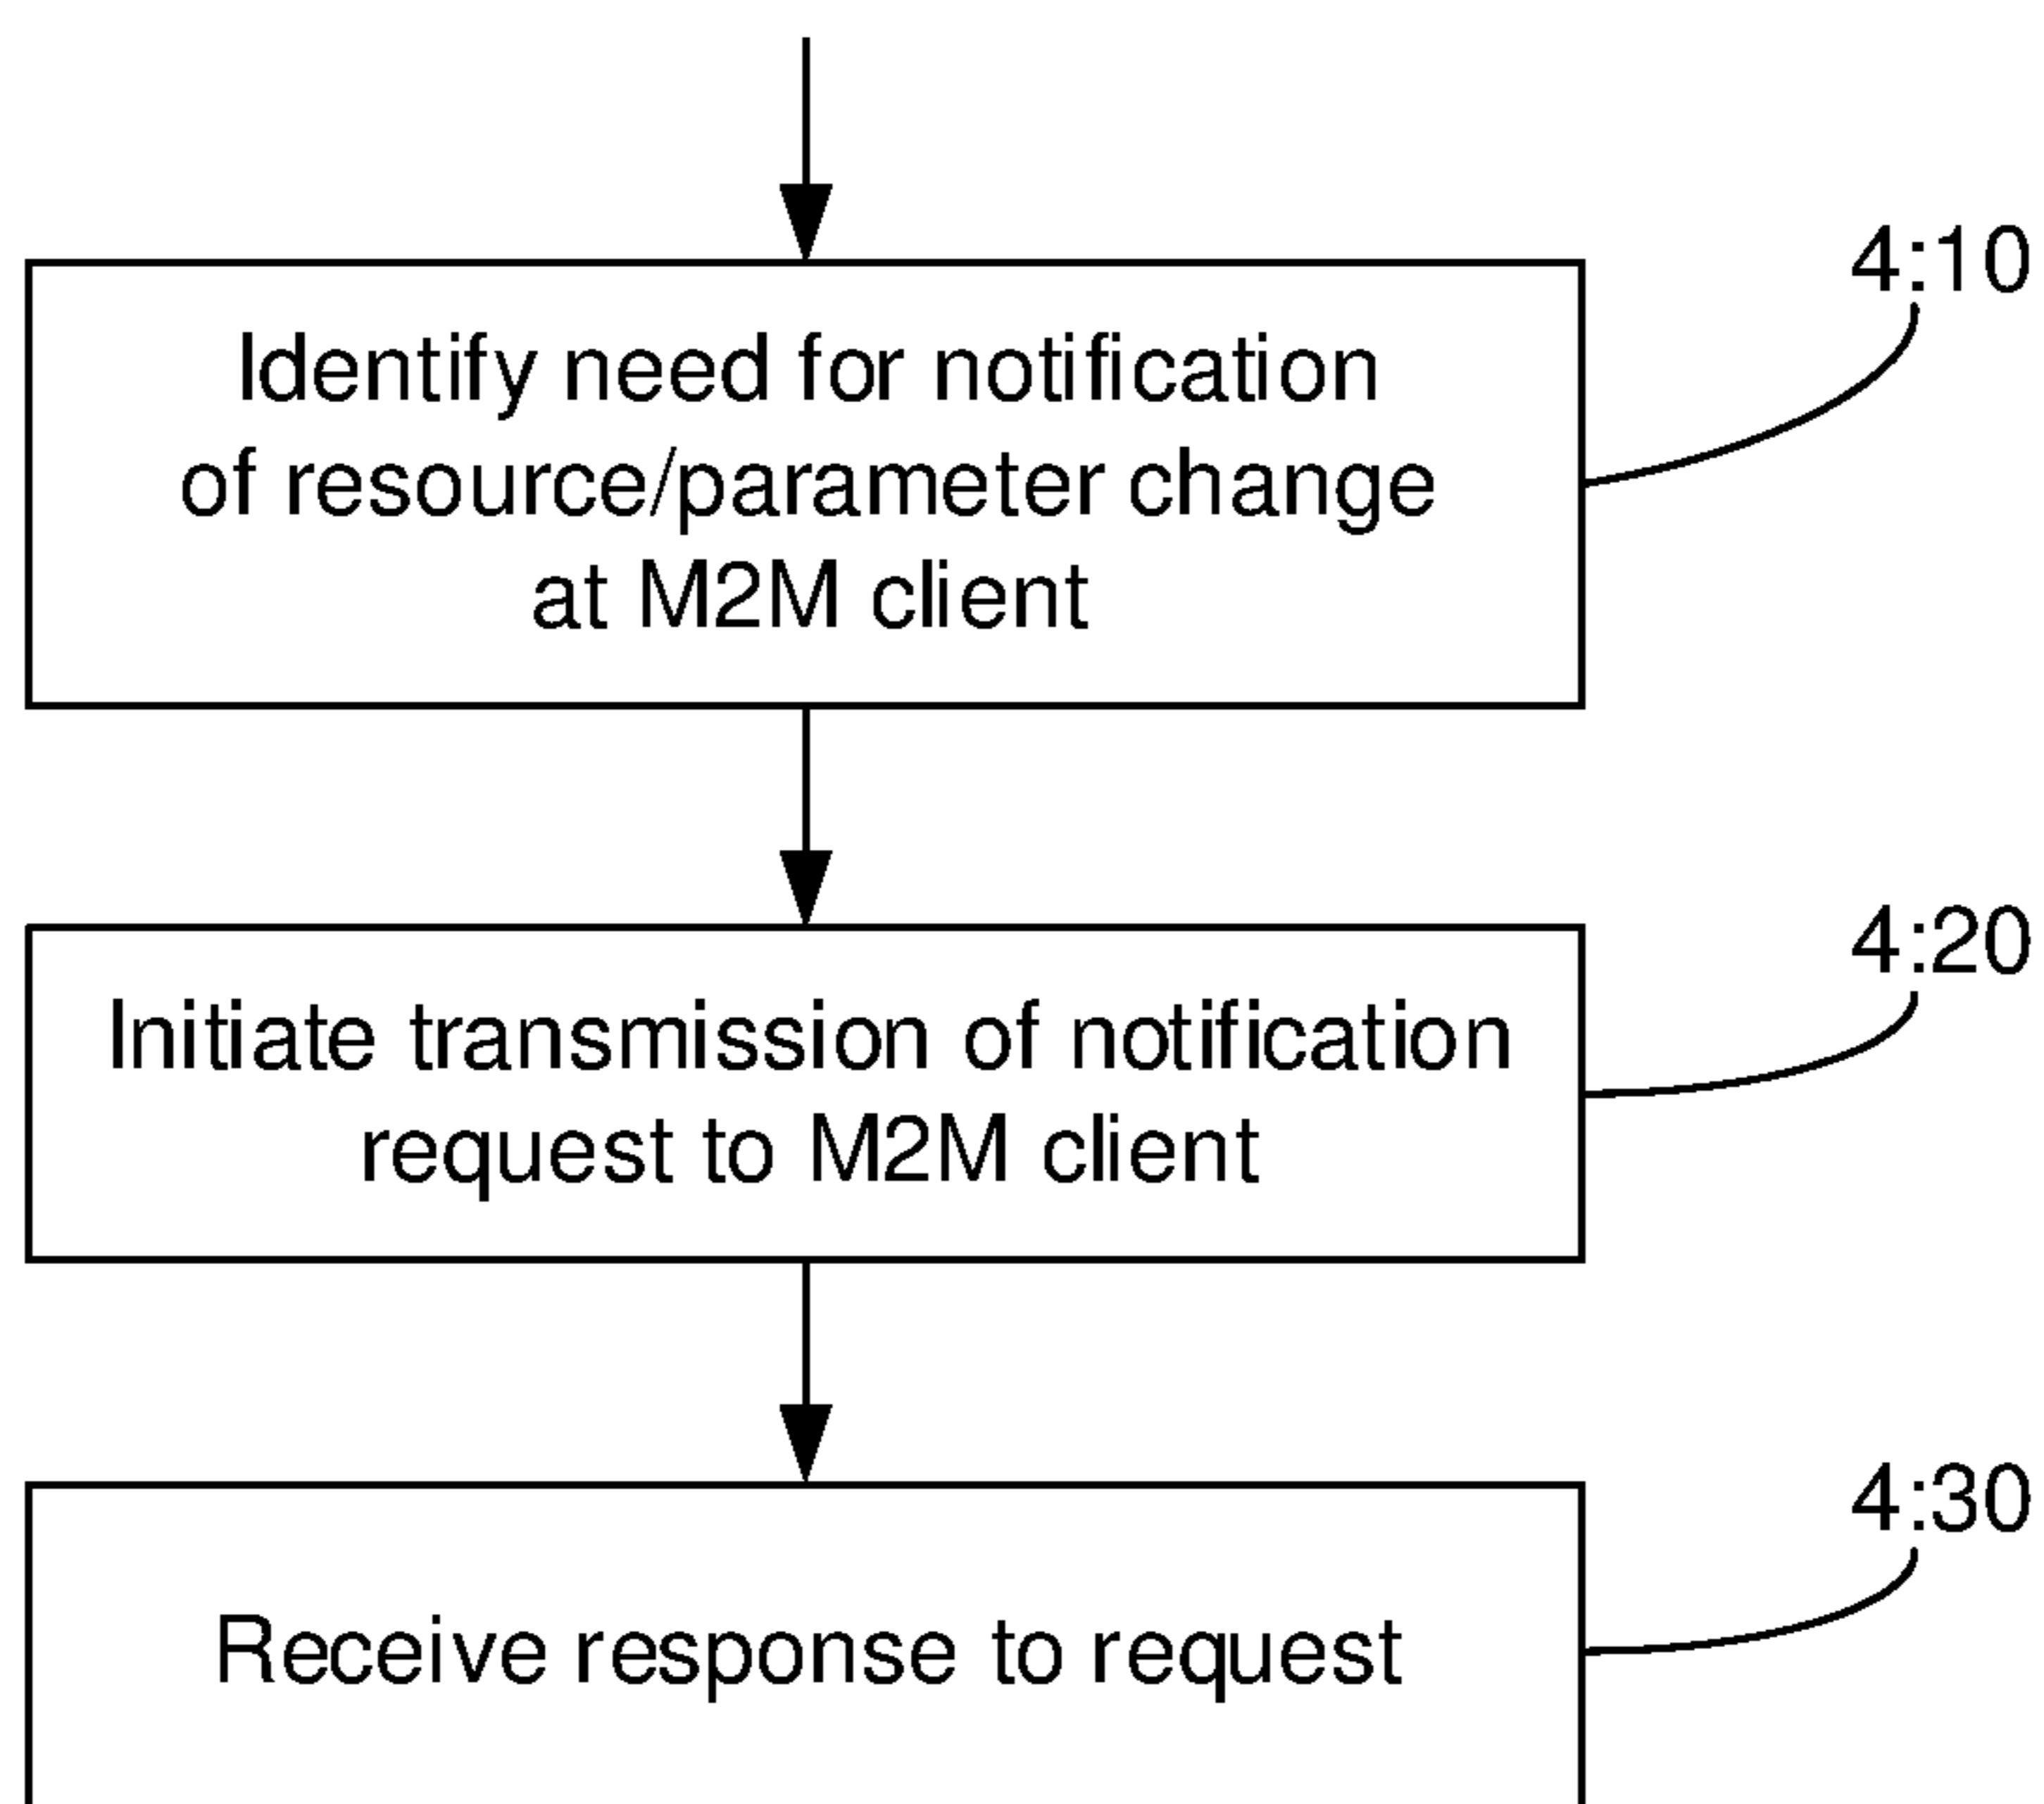 4:10
Identify need for notification
of resource/parameter change
at M2M client
4:20
Initiate transmission of notification
request to M2M client
4:30
Receive response to request